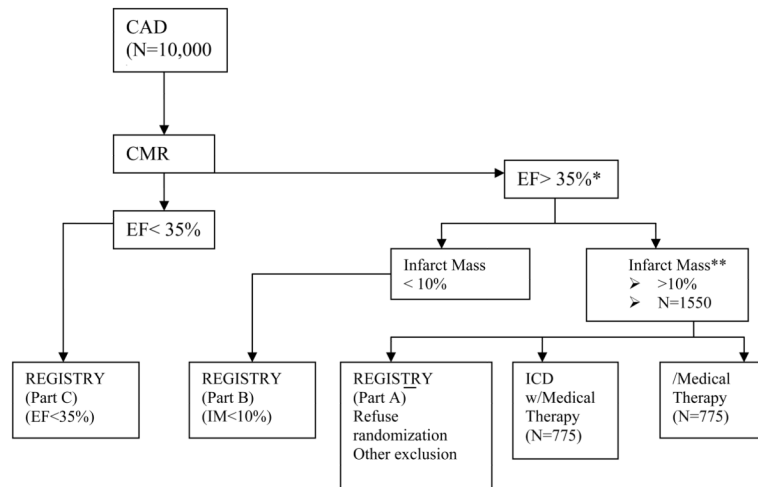 CAD
(N=10,000
CMR
EF> 35%*
EF< 35%
Infarct Mass
< 10%
Infarct Mass**
➢ >10%
➢ N=1550
REGISTRY
(Part C)
(EF<35%)
REGISTRY
(Part B)
(IM<10%)
REGISTRY
(Part A)
Refuse
randomization
Other exclusion
ICD
w/Medical
Therapy
(N=775)
/Medical
Therapy
(N=775)